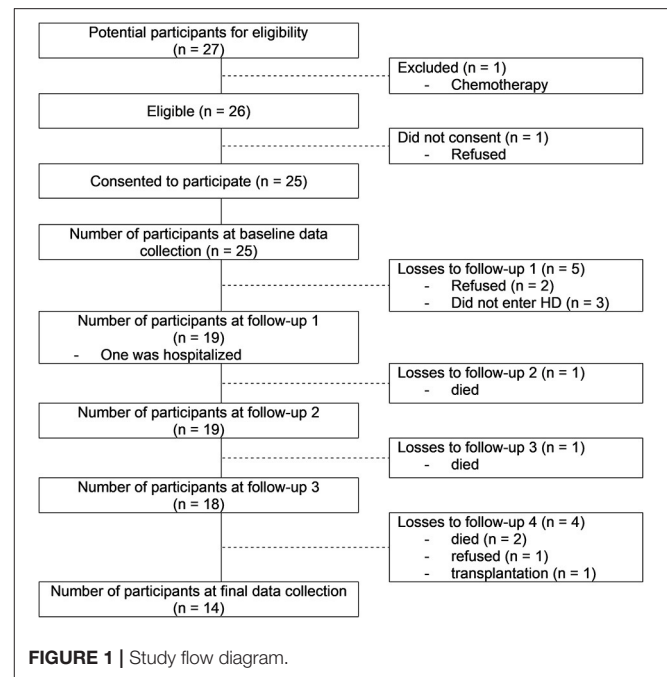 Potential participants for eligibility
(n = 27)
Excluded (n = 1)
- Chemotherapy
Eligible (n = 26)
Did not consent (n = 1)
- Refused
Consented to participate (n = 25)
Number of participants at baseline data
collection (n = 25)
Losses to follow-up 1 (n = 5)
- Refused (n = 2)
- Did not enter HD (n = 3)
Number of participants at follow-up 1
(n = 19)
- One was hospitalized
Losses to follow-up 2 (n = 1)
- died
Number of participants at follow-up 2
(n = 19)
Losses to follow-up 3 (n = 1)
- died
Number of participants at follow-up 3
(n = 18)
Losses to follow-up 4 (n = 4)
- died (n = 2)
- refused (n = 1)
- transplantation (n = 1)
Number of participants at final data collection
(n = 14)
FIGURE 1 | Study flow diagram.